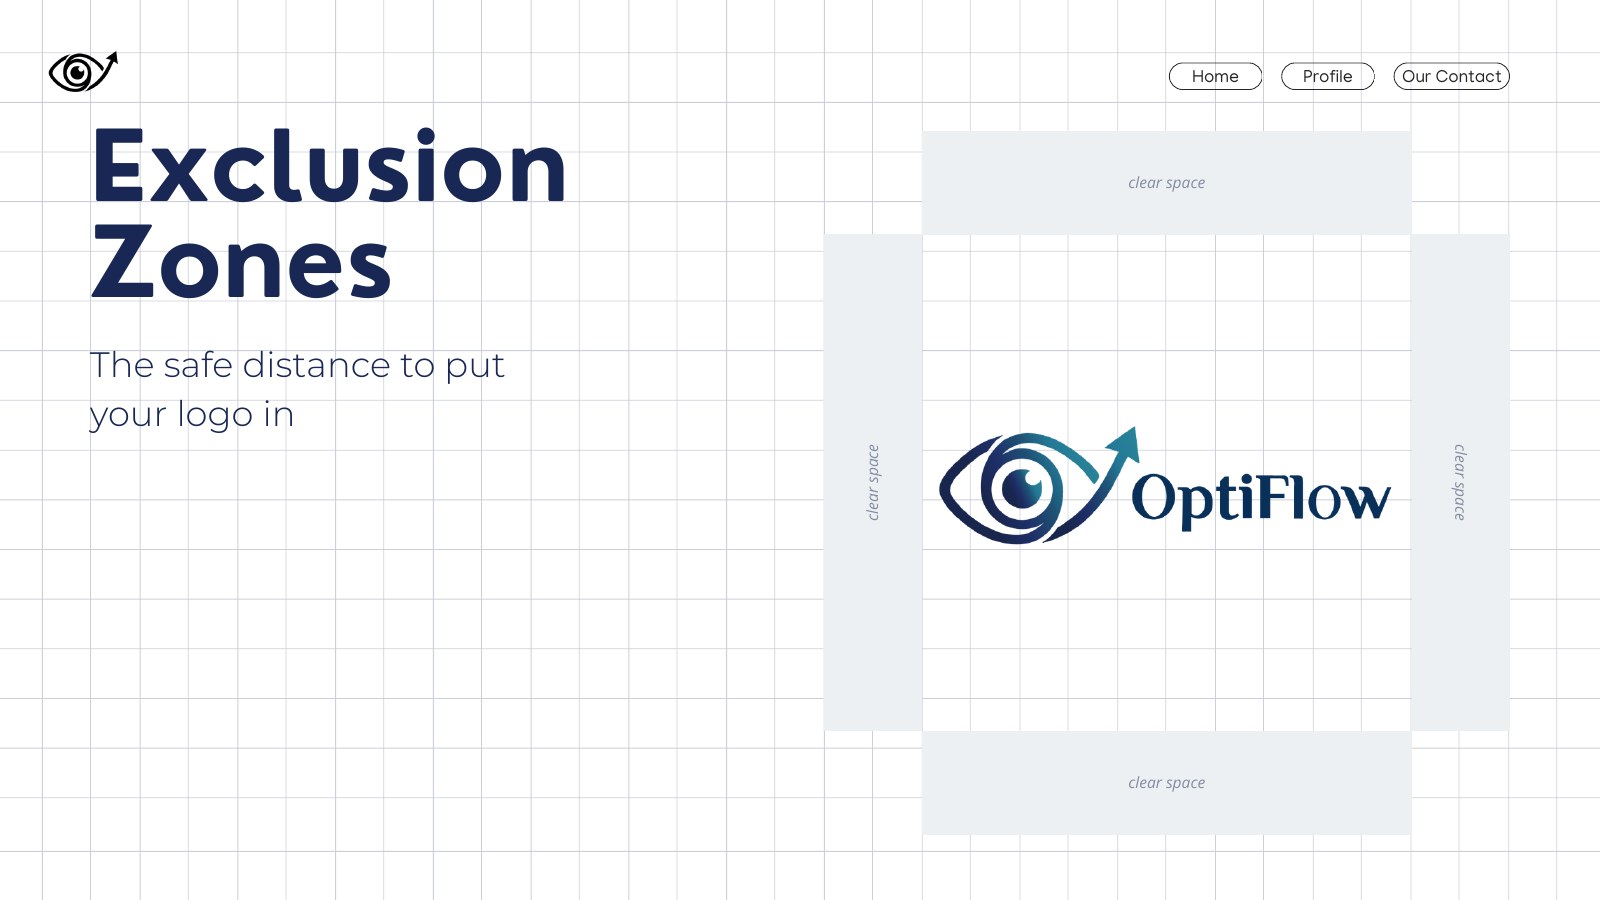 Home
Profile
Our Contact
Exclusion
Zones
The safe distance to put
your logo in
clear space
clear space
OptiFlow
clear space
clear space